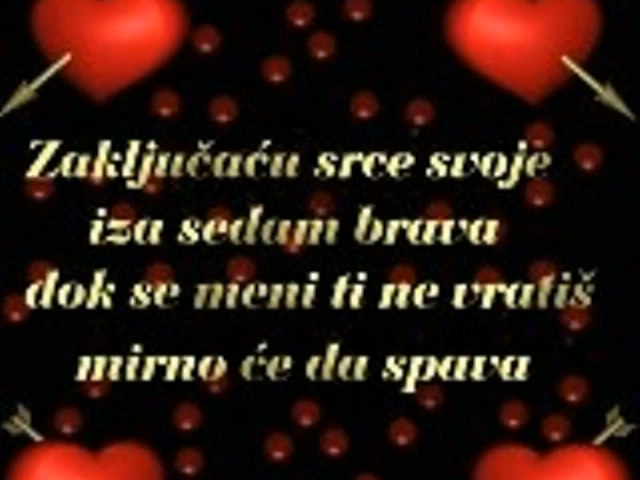 Zaključaću srce svoje
iza sedam brava
dok se meni ti ne vratiš
mirno će da spava